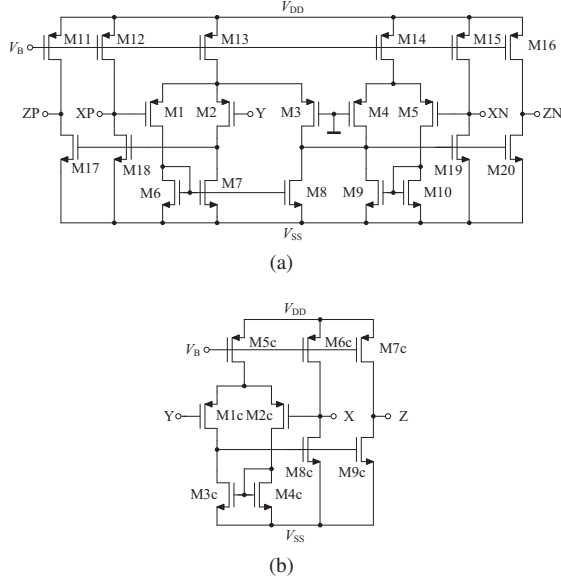 VDD
VB M11 M12 M13 M14 M15 M16
ZP XP M1 M2 Y M3 M4 M5 XN ZN
M17 M18 M19 M20
M6 M7 M8 M9 M10
VSS
(a)
VDD
VB M5c M6c M7c
Y M1c M2c X Z
M8c M9c
M3c M4c
VSS
(b)